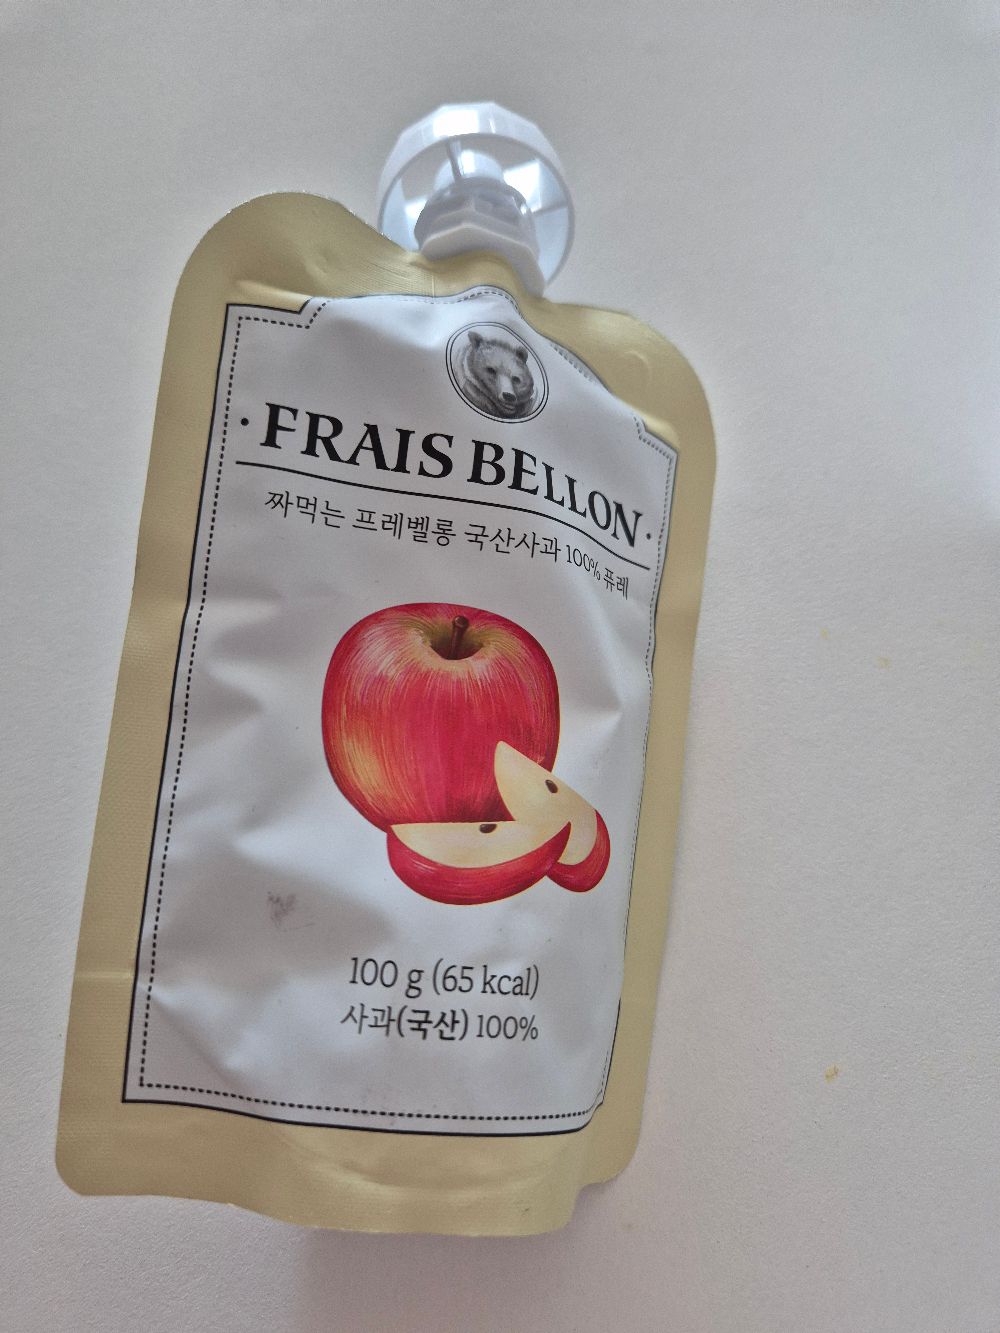 · FRAIS BELLON ·
짜먹는 프레벨롱 국산사과 100% 퓨레
100 g (65 kcal)
사과(국산) 100%